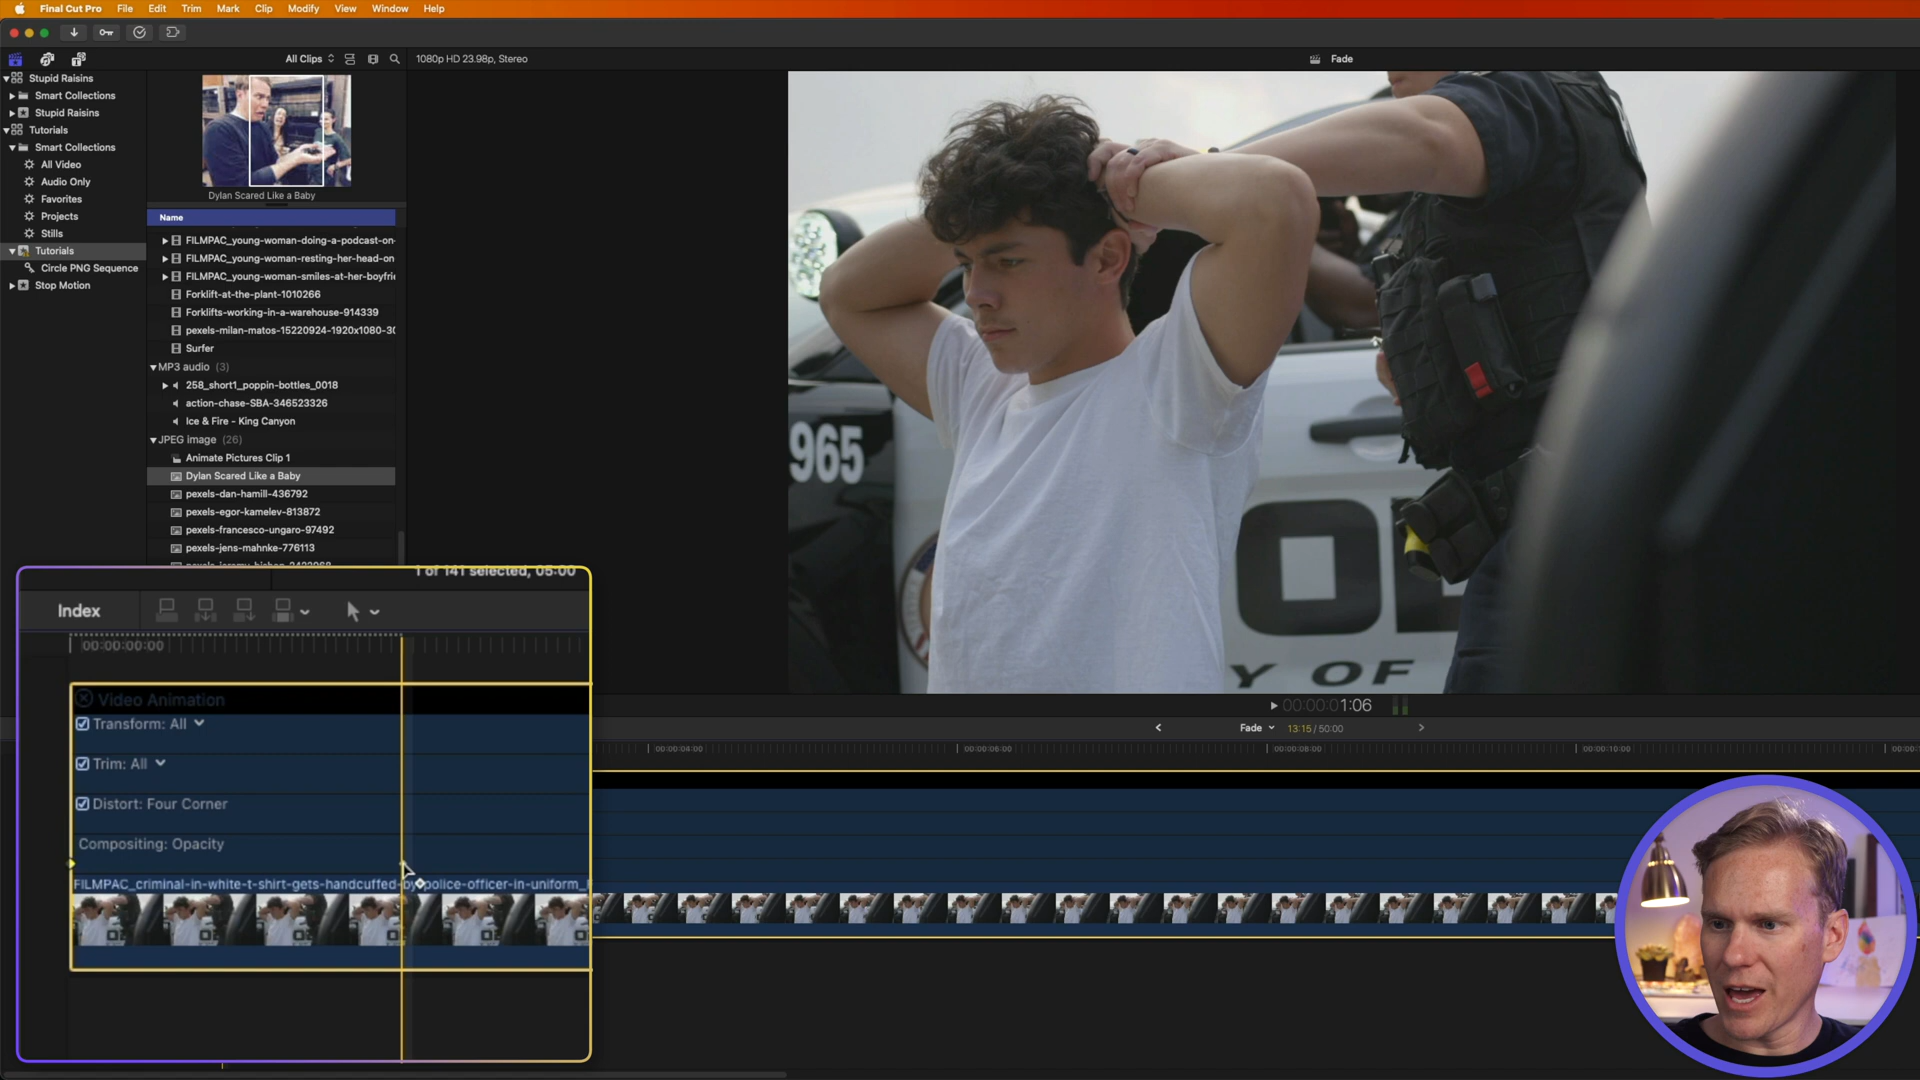 Final Cut Pro File Edit Trim Mark Clip Modify View Window Help
All Clips
1080p HD 23.98p, Stereo
Fade
Stupid Raisins
Smart Collections
Stupid Raisins
Tutorials
Smart Collections
All Video
Audio Only
Favorites
Projects
Stills
Tutorials
Circle PNG Sequence
Stop Motion
Dylan Scared Like a Baby
Name
FILMPAC_young-woman-doing-a-podcast-on-
FILMPAC_young-woman-resting-her-head-on
FILMPAC_young-woman-smiles-at-her-boyfrie
Forklift-at-the-plant-1010266
Forklifts-working-in-a-warehouse-914339
pexels-milan-matos-15220924-1920x1080-30
Surfer
MP3 audio (3)
258_short1_poppin-bottles_0018
action-chase-SBA-346523326
Ice & Fire - King Canyon
JPEG image (26)
Animate Pictures Clip 1
Dylan Scared Like a Baby
pexels-dan-hamill-436792
pexels-egor-kamelev-813872
pexels-francesco-ungaro-97492
pexels-jens-mahnke-776113
965
Y OF
00:00:01:06
Fade 13:15 / 50:00
00:00:04:00
00:00:06:00
00:00:08:00
00:00:10:00
1 of 141 selected, 05:00
Index
00:00:00:00
Video Animation
Transform: All
Trim: All
Distort: Four Corner
Compositing: Opacity
FILMPAC_criminal-in-white-t-shirt-gets-handcuffed-by-police-officer-in-uniform_